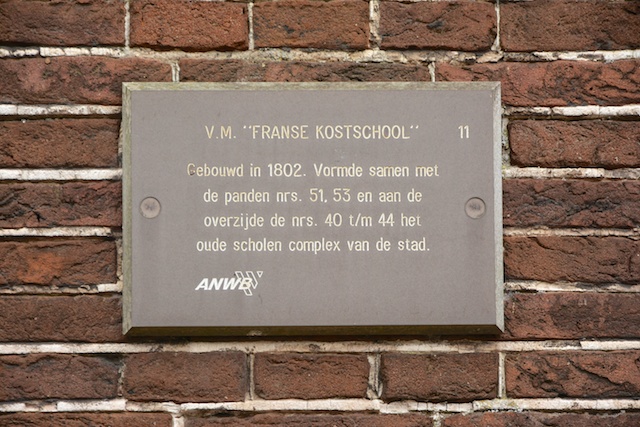 V.M. "FRANSE KOSTSCHOOL" 11
Gebouwd in 1802. Vormde samen met
de panden nrs. 51, 53 en aan de
overzijde de nrs. 40 t/m 44 het
oude scholen complex van de stad.
ANWB